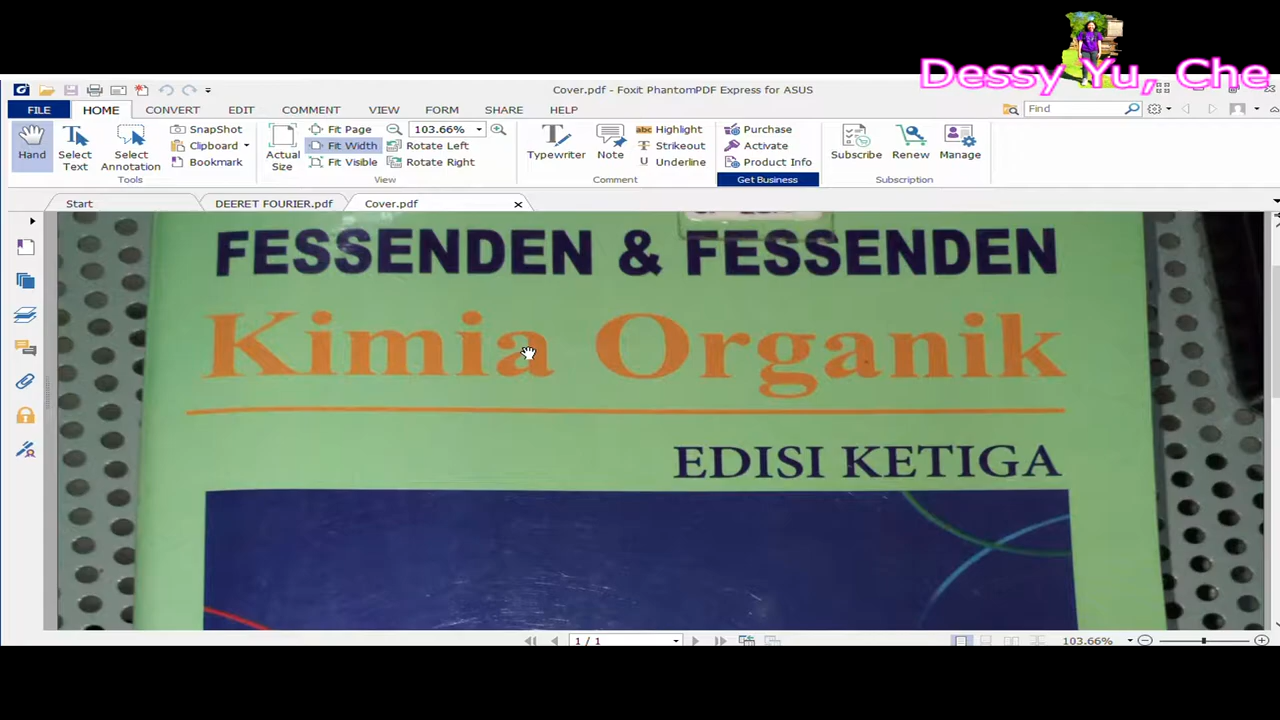 Dessy Yu, Che
Cover.pdf - Foxit PhantomPDF Express for ASUS
FILE HOME CONVERT EDIT COMMENT VIEW FORM SHARE HELP Find
Hand Select Text Select Annotation SnapShot Clipboard Bookmark Tools
Actual Size Fit Page Fit Width Fit Visible 103.66% Rotate Left Rotate Right View
Typewriter Note abc Highlight Strikeout U Underline Comment
Purchase Activate Product Info Get Business
Subscribe Renew Manage Subscription
Start DEERET FOURIER.pdf Cover.pdf
FESSENDEN & FESSENDEN
Kimia Organik
EDISI KETIGA
1 / 1 103.66%